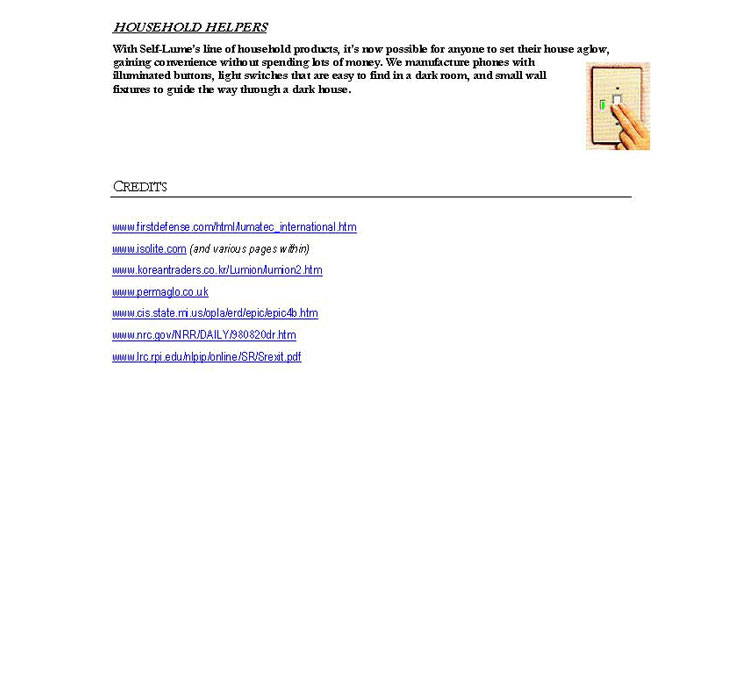 HOUSEHOLD HELPERS
With Self-Lume's line of household products, it's now possible for anyone to set their house aglow,
gaining convenience without spending lots of money. We manufacture phones with
illuminated buttons, light switches that are easy to find in a dark room, and small wall
fixtures to guide the way through a dark house.
CREDITS
www.firstdefense.com/html/lumatec_international.htm
www.isolite.com (and various pages within)
www.koreantraders.co.kr/Lumion/lumion2.htm
www.permaglo.co.uk
www.cis.state.mi.us/opla/erd/epic/epic4b.htm
www.nrc.gov/NRR/DAILY/980820dr.htm
www.lrc.rpi.edu/nlpip/online/SR/Srexit.pdf